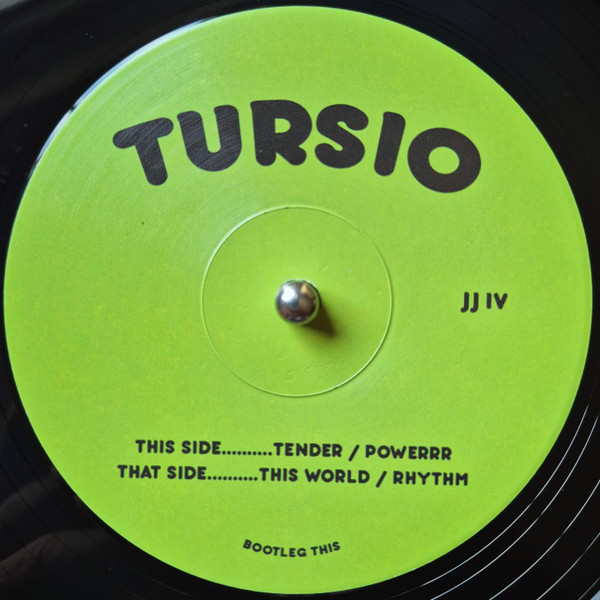 TURSIO
JJ IV
THIS SIDE..........TENDER / POWERRR
THAT SIDE..........THIS WORLD / RHYTHM
BOOTLEG THIS